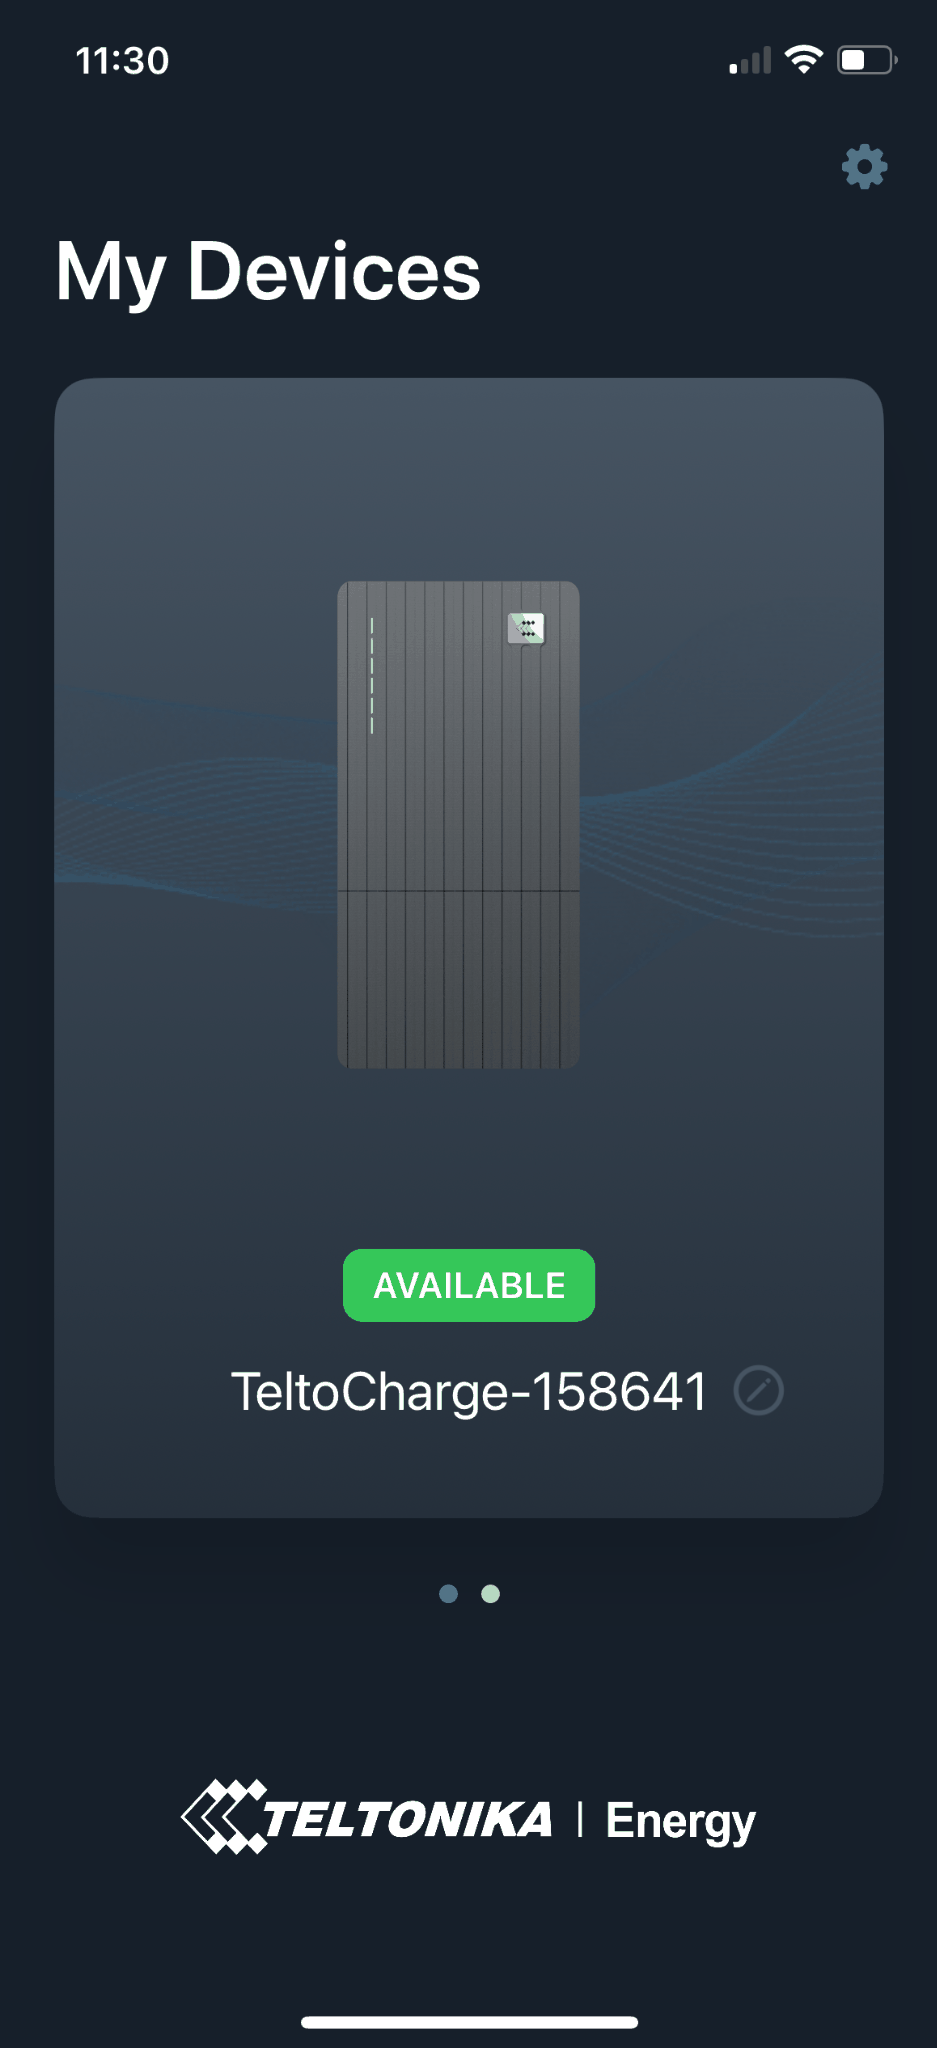 11:30
My Devices
AVAILABLE
TeltoCharge-158641
TELTONIKA | Energy